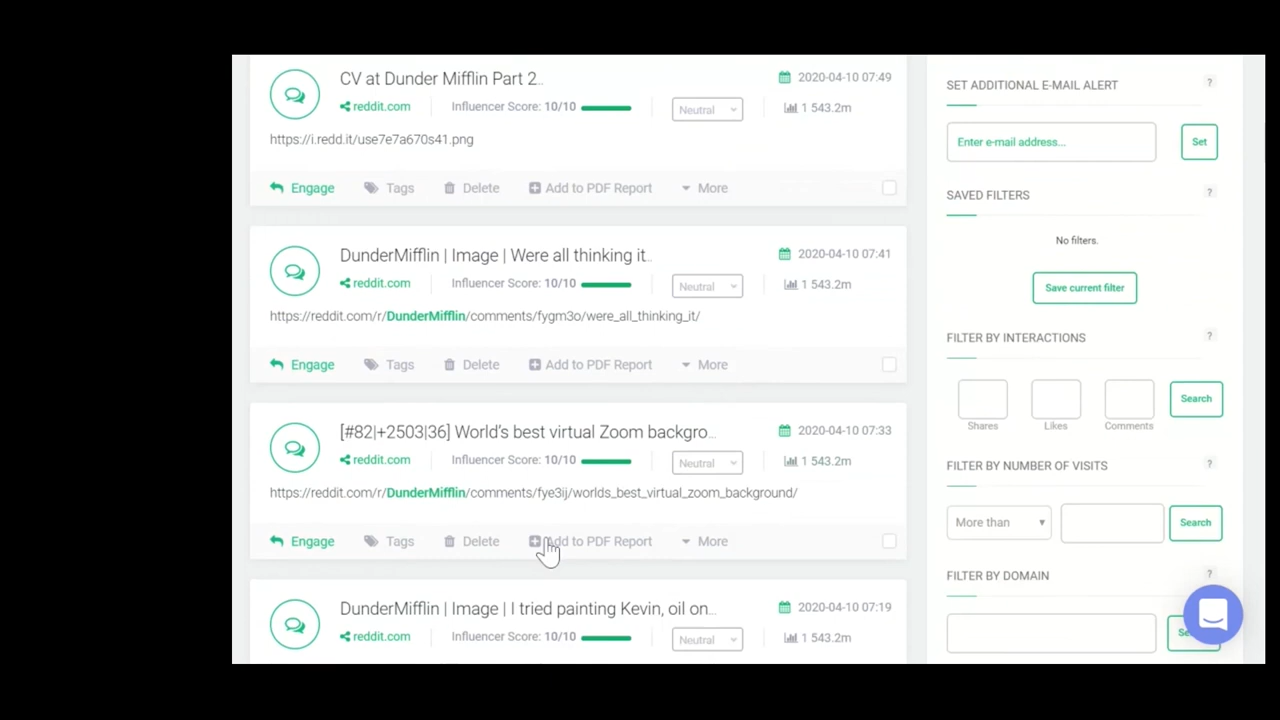 CV at Dunder Mifflin Part 2..
2020-04-10 07:49
reddit.com Influencer Score: 10/10 Neutral 1 543.2m
https://i.redd.it/use7e7a670s41.png
Engage Tags Delete Add to PDF Report More
DunderMifflin | Image | Were all thinking it..
2020-04-10 07:41
reddit.com Influencer Score: 10/10 Neutral 1 543.2m
https://reddit.com/r/DunderMifflin/comments/fygm3o/were_all_thinking_it/
Engage Tags Delete Add to PDF Report More
[#82|+2503|36] World's best virtual Zoom backgro...
2020-04-10 07:33
reddit.com Influencer Score: 10/10 Neutral 1 543.2m
https://reddit.com/r/DunderMifflin/comments/fye3ij/worlds_best_virtual_zoom_background/
Engage Tags Delete Add to PDF Report More
DunderMifflin | Image | I tried painting Kevin, oil on...
2020-04-10 07:19
reddit.com Influencer Score: 10/10 Neutral 1 543.2m
SET ADDITIONAL E-MAIL ALERT ?
Enter e-mail address... Set
SAVED FILTERS ?
No filters.
Save current filter
FILTER BY INTERACTIONS ?
Search
Shares Likes Comments
FILTER BY NUMBER OF VISITS ?
More than Search
FILTER BY DOMAIN ?